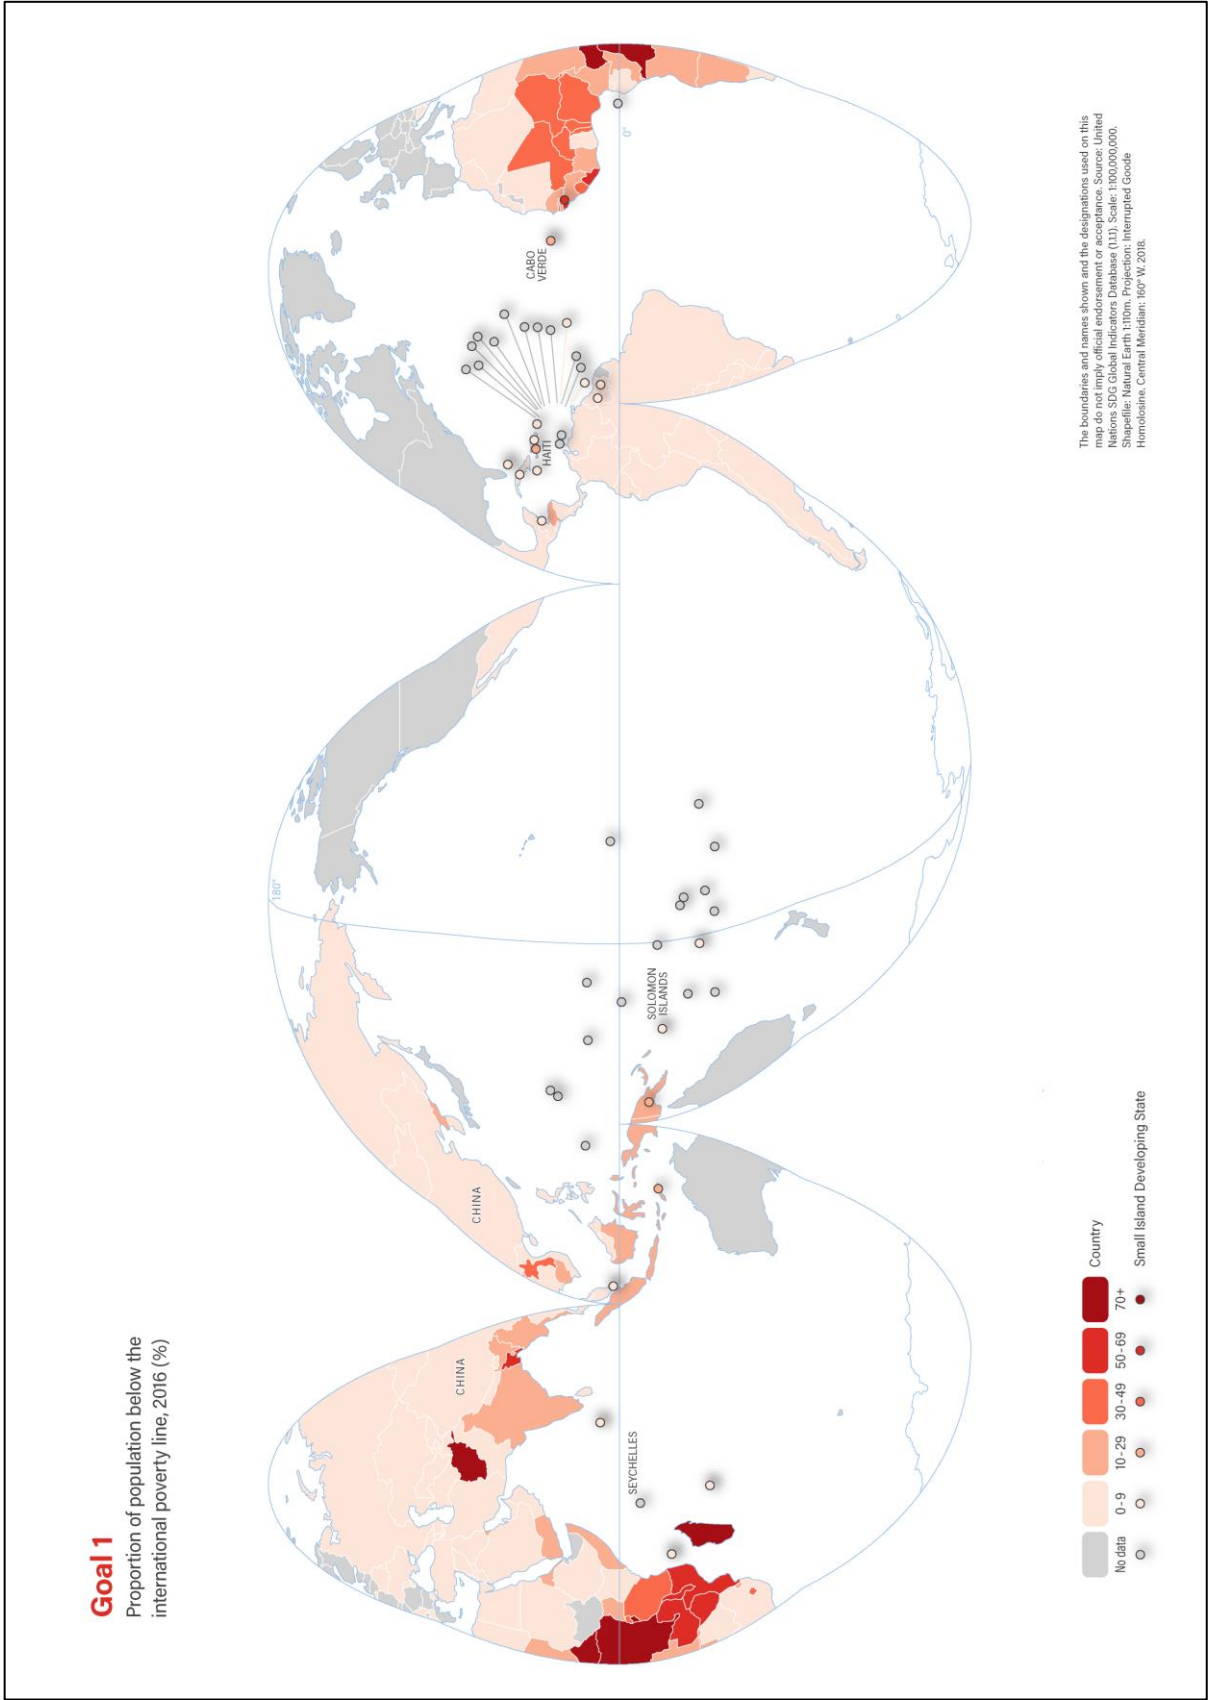 Goal 1
Proportion of population below the
international poverty line, 2016 (%)
180°
0°
CHINA
CHINA
SEYCHELLES
SOLOMON
ISLANDS
HAITI
CABO
VERDE
No data
0-9
10-29
30-49
50-69
70+
Country
Small Island Developing State
The boundaries and names shown and the designations used on this
map do not imply official endorsement or acceptance. Source: United
Nations SDG Global Indicators Database (1.1.1). Scale: 1:100,000,000.
Shapefile: Natural Earth 1:110m. Projection: Interrupted Goode
Homolosine. Central Meridian: 160° W. 2018.